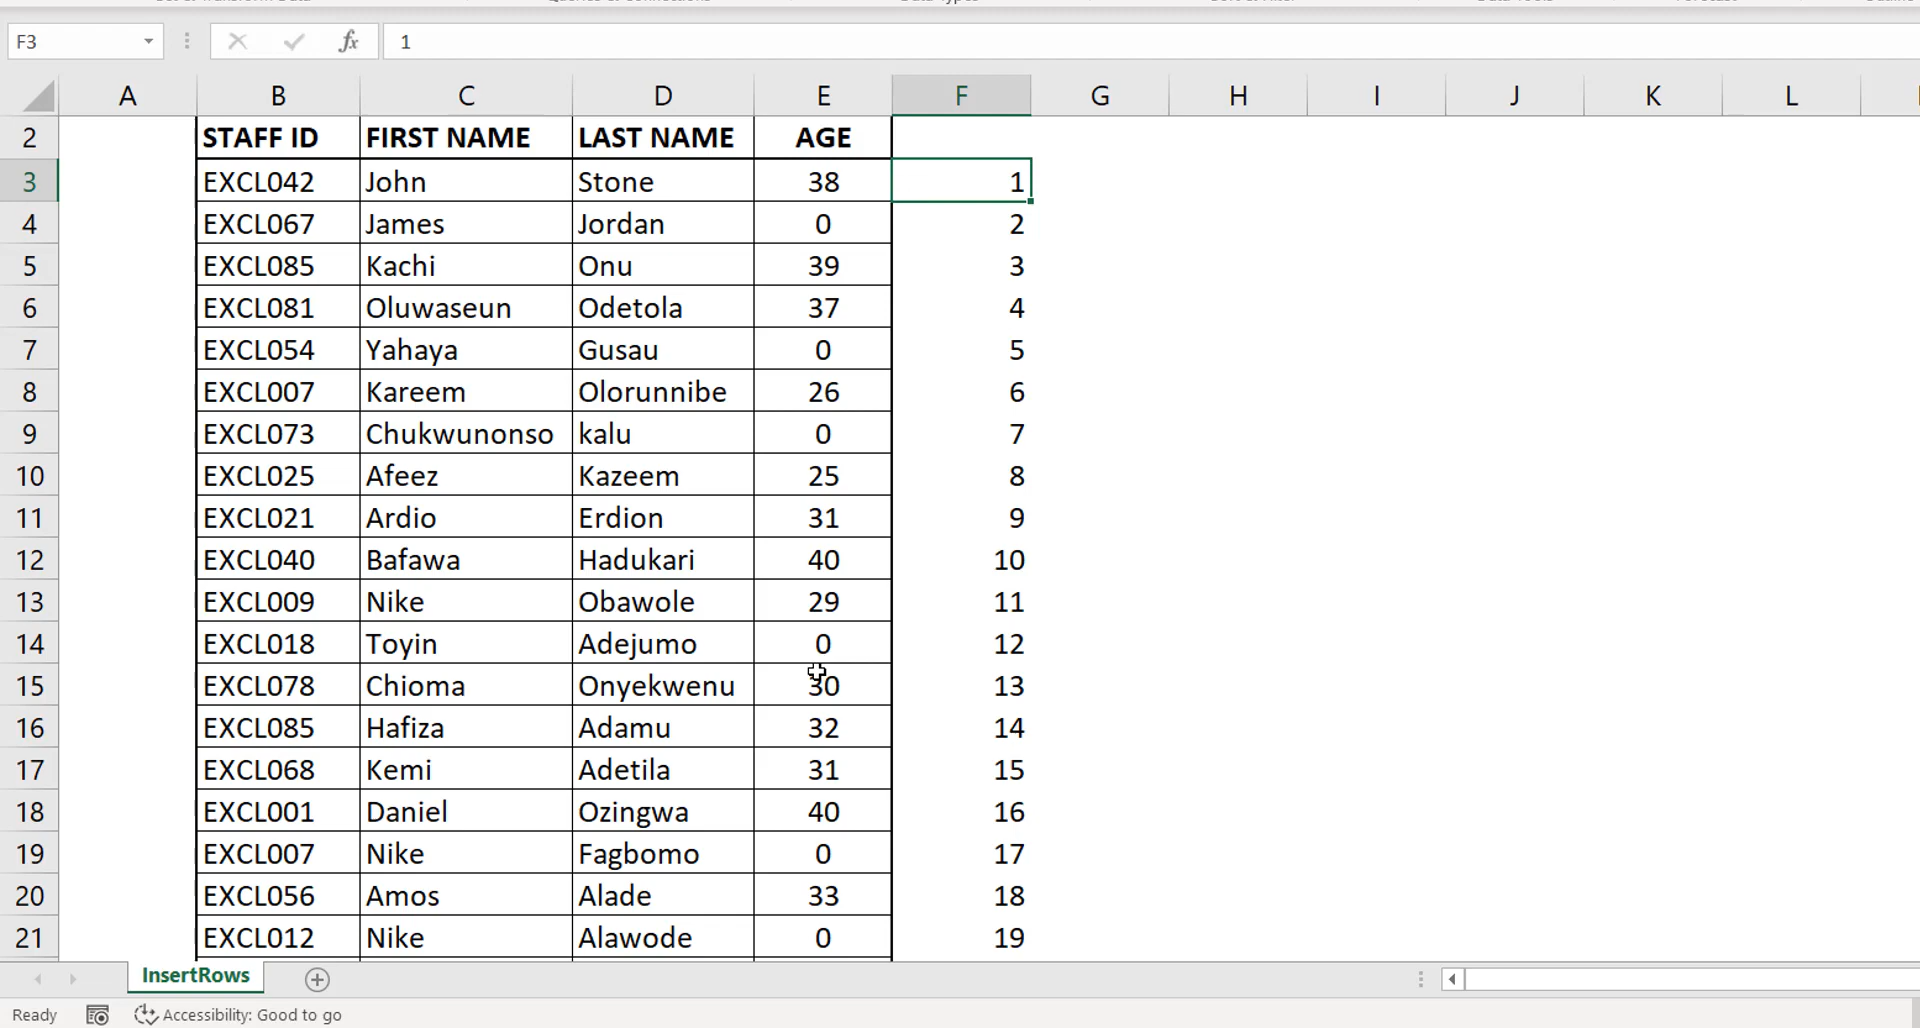 F3 fx 1
A B C D E F G H I J K L
2 STAFF ID FIRST NAME LAST NAME AGE
3 EXCL042 John Stone 38 1
4 EXCL067 James Jordan 0 2
5 EXCL085 Kachi Onu 39 3
6 EXCL081 Oluwaseun Odetola 37 4
7 EXCL054 Yahaya Gusau 0 5
8 EXCL007 Kareem Olorunnibe 26 6
9 EXCL073 Chukwunonso kalu 0 7
10 EXCL025 Afeez Kazeem 25 8
11 EXCL021 Ardio Erdion 31 9
12 EXCL040 Bafawa Hadukari 40 10
13 EXCL009 Nike Obawole 29 11
14 EXCL018 Toyin Adejumo 0 12
15 EXCL078 Chioma Onyekwenu 30 13
16 EXCL085 Hafiza Adamu 32 14
17 EXCL068 Kemi Adetila 31 15
18 EXCL001 Daniel Ozingwa 40 16
19 EXCL007 Nike Fagbomo 0 17
20 EXCL056 Amos Alade 33 18
21 EXCL012 Nike Alawode 0 19
InsertRows
Ready Accessibility: Good to go